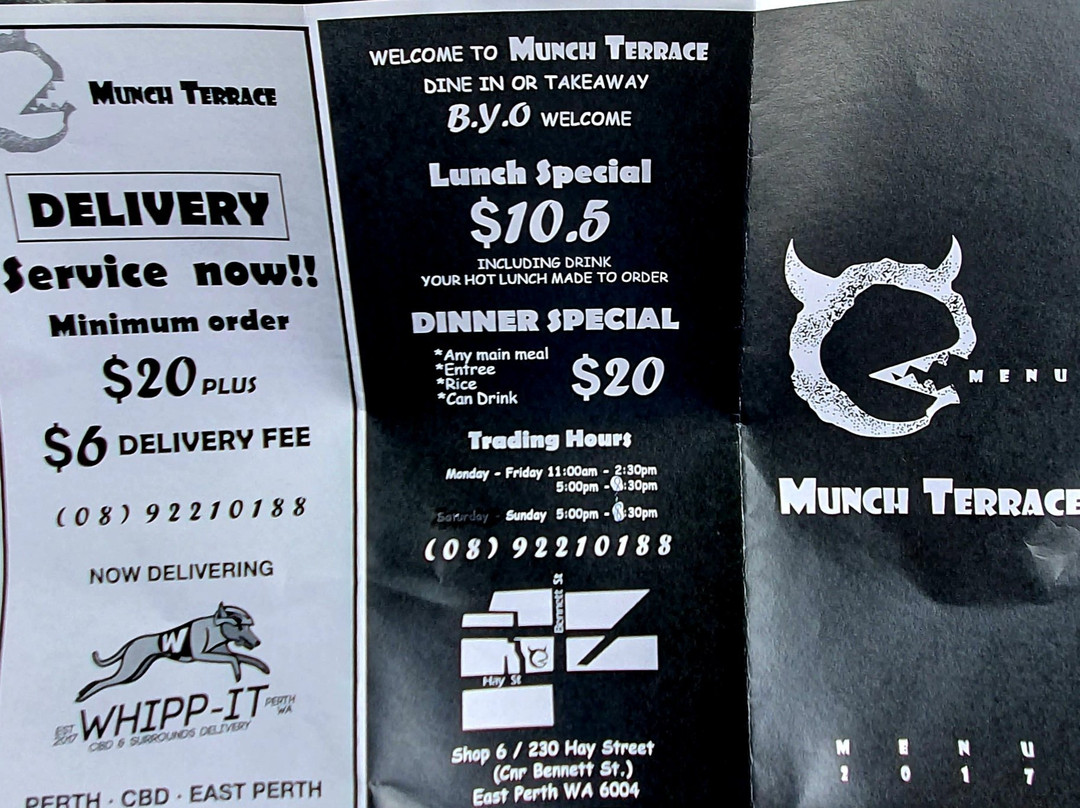 MUNCH TERRACE
DELIVERY
Service now!!
Minimum order
$20 PLUS
$6 DELIVERY FEE
(08) 92210188
NOW DELIVERING
W
WHIPP-IT
PERTH
WA
EST
2017
CBD & SURROUNDS DELIVERY
PERTH · CBD · EAST PERTH
WELCOME TO MUNCH TERRACE
DINE IN OR TAKEAWAY
B.Y.O WELCOME
Lunch Special
$10.5
INCLUDING DRINK
YOUR HOT LUNCH MADE TO ORDER
DINNER SPECIAL
*Any main meal
*Entree
*Rice
*Can Drink
$20
Trading Hours
Monday - Friday 11:00am - 2:30pm
5:00pm - :30pm
Saturday - Sunday 5:00pm - :30pm
(08) 92210188
Bennett St
Hay St
Shop 6 / 230 Hay Street
(Cnr Bennett St.)
East Perth WA 6004
MENU
MUNCH TERRACE
MENU
2017